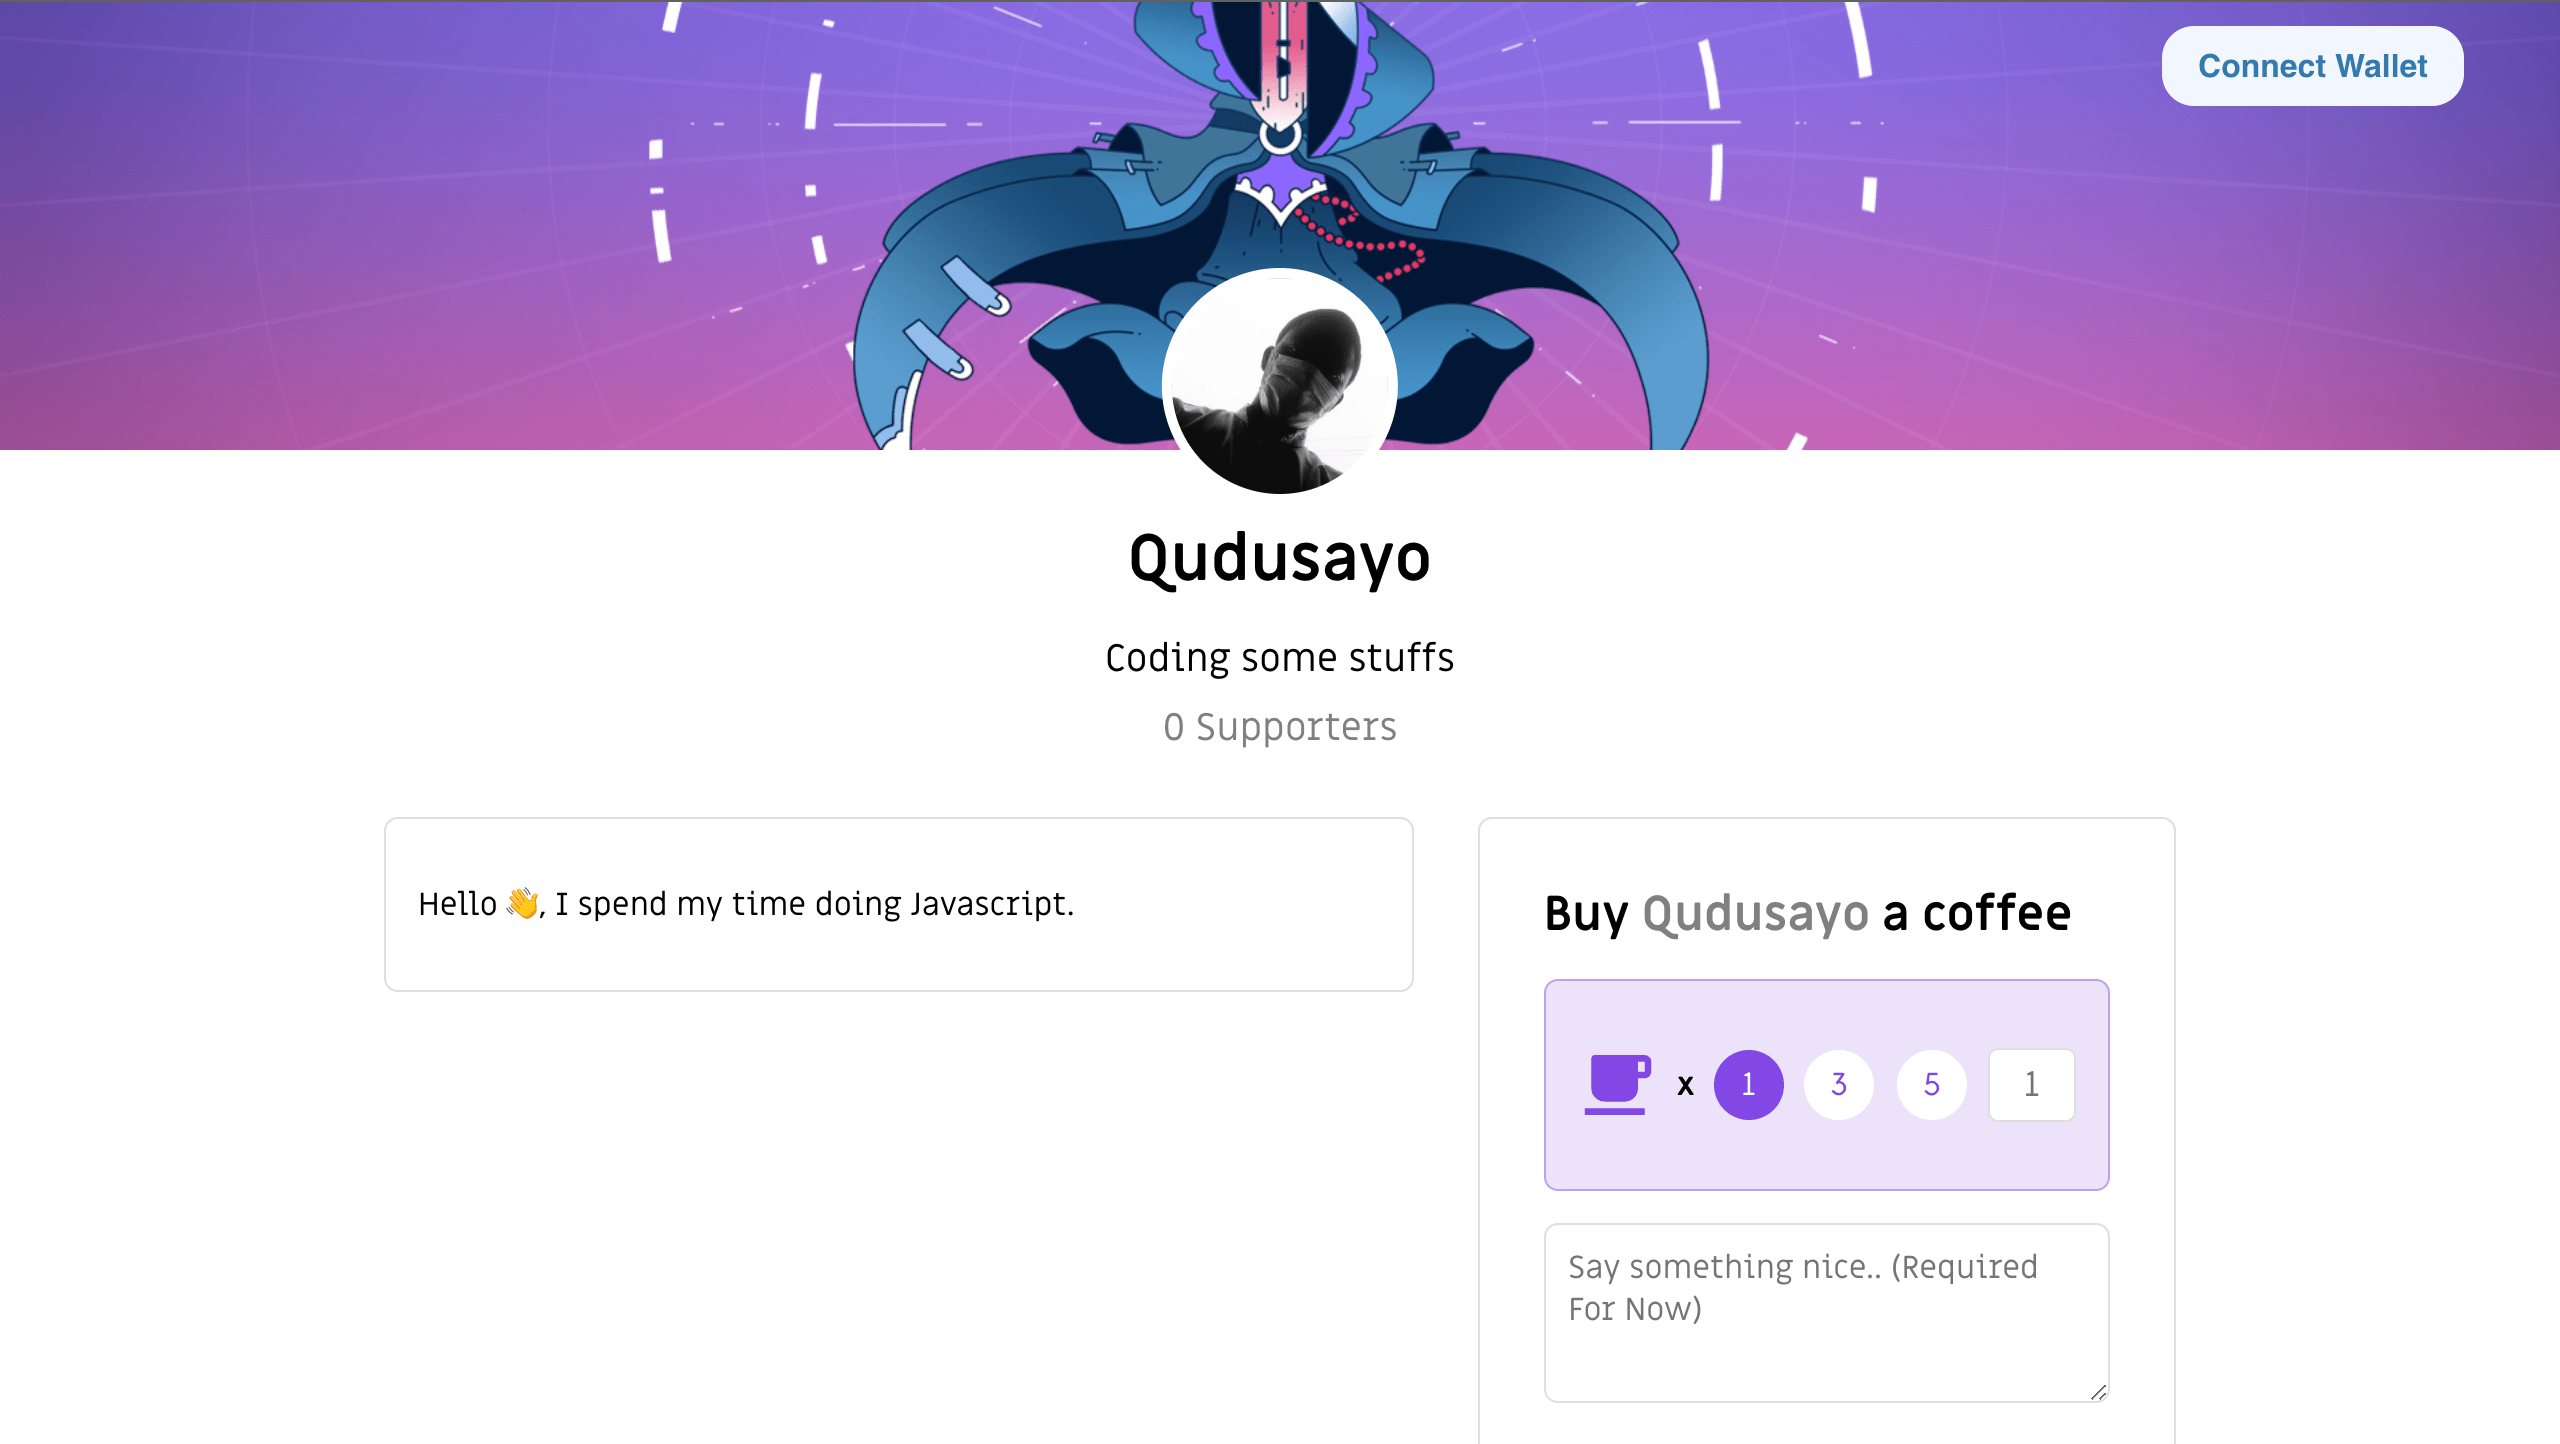 Connect Wallet
Qudusayo
Coding some stuffs
0 Supporters
Hello 👋, I spend my time doing Javascript.
Buy Qudusayo a coffee
x 1 3 5 1
Say something nice.. (Required
For Now)